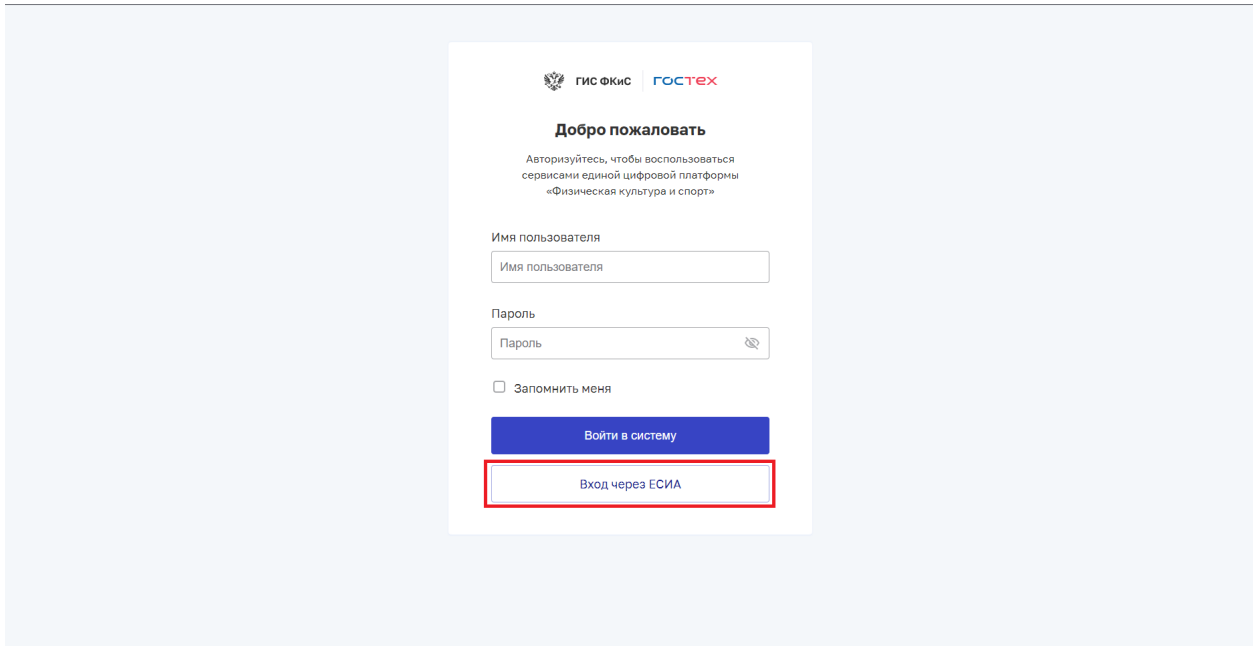 ГИС ФКиС ГОСТЕХ
Добро пожаловать
Авторизуйтесь, чтобы воспользоваться
сервисами единой цифровой платформы
«Физическая культура и спорт»
Имя пользователя
Имя пользователя
Пароль
Пароль
Запомнить меня
Войти в систему
Вход через ЕСИА